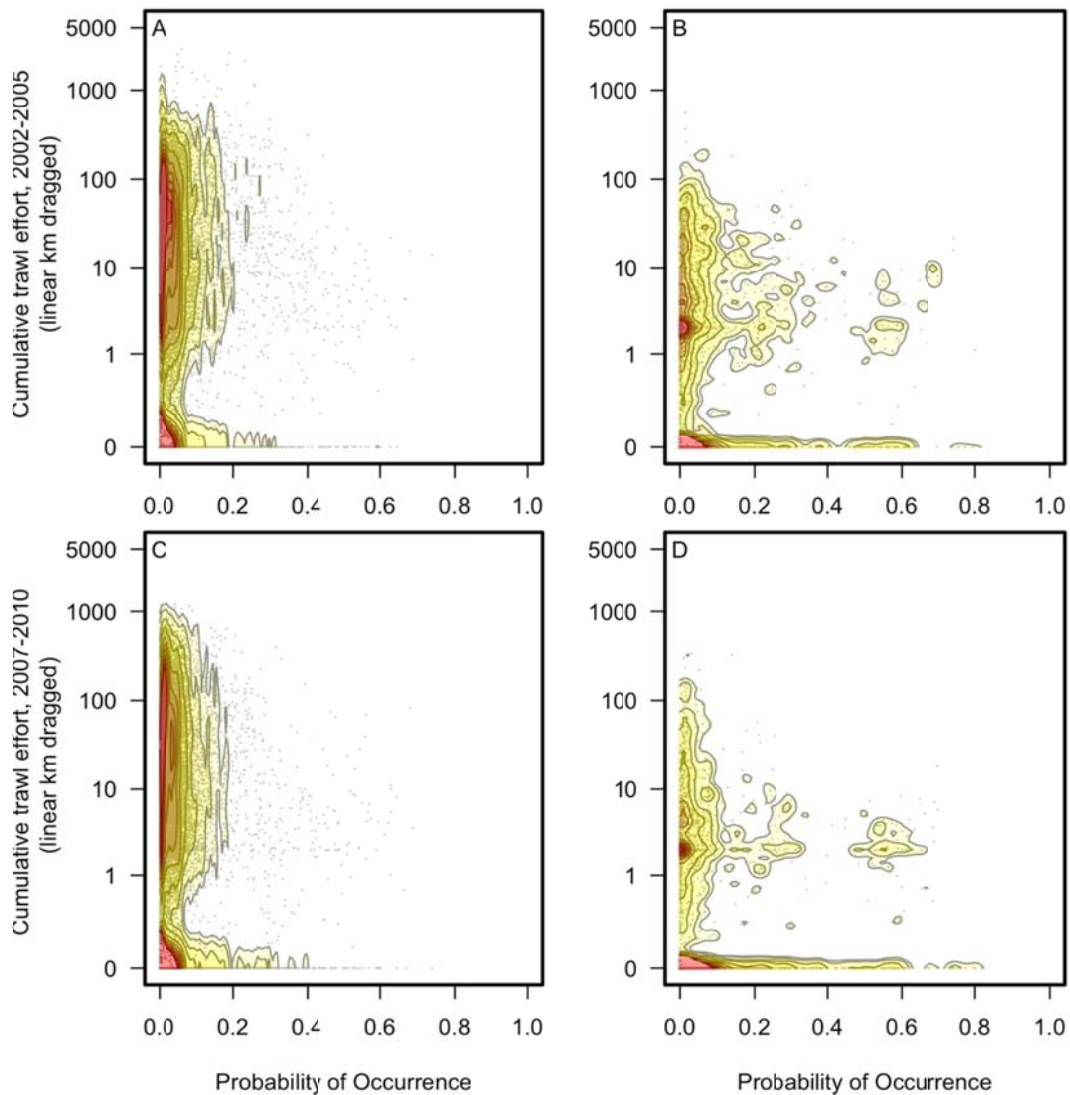 A
B
5000
1000
100
10
1
0
5000
1000
100
10
1
0
Cumulative trawl effort, 2002-2005
(linear km dragged)
0.0 0.2 0.4 0.6 0.8 1.0
0.0 0.2 0.4 0.6 0.8 1.0
C
D
5000
1000
100
10
1
0
5000
1000
100
10
1
0
Cumulative trawl effort, 2007-2010
(linear km dragged)
0.0 0.2 0.4 0.6 0.8 1.0
0.0 0.2 0.4 0.6 0.8 1.0
Probability of Occurrence
Probability of Occurrence